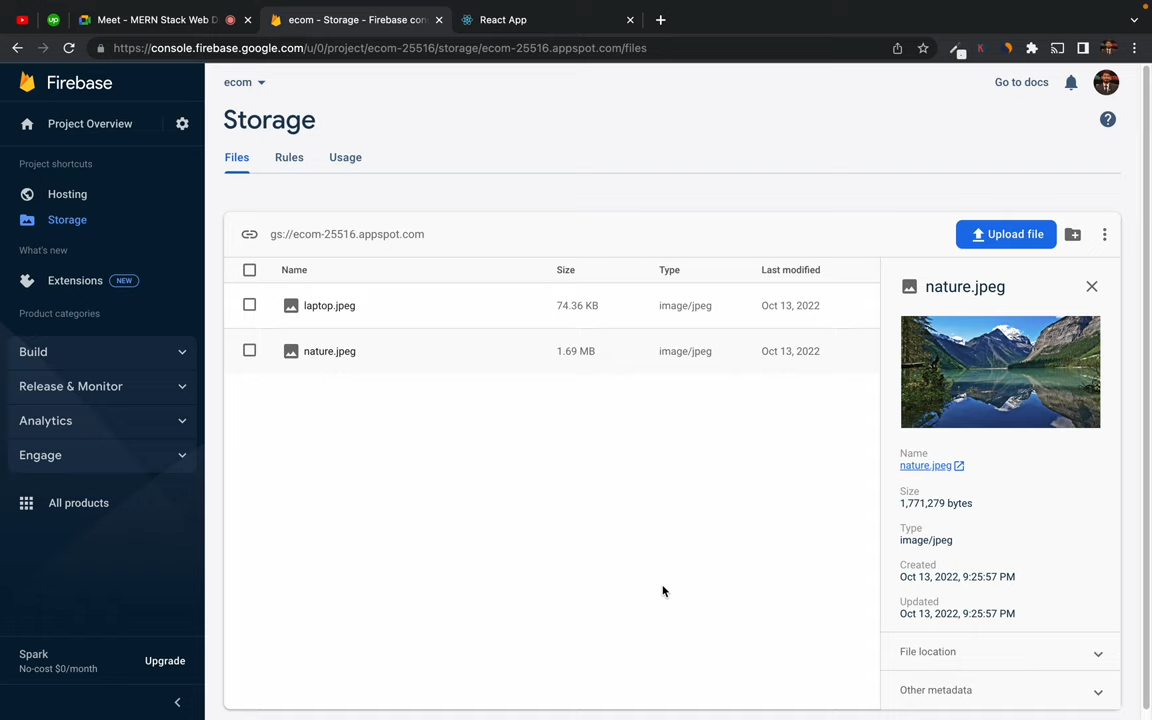 Meet - MERN Stack Web D
ecom - Storage - Firebase con
React App
https://console.firebase.google.com/u/0/project/ecom-25516/storage/ecom-25516.appspot.com/files
Firebase
Project Overview
Project shortcuts
Hosting
Storage
What's new
Extensions NEW
Product categories
Build
Release & Monitor
Analytics
Engage
All products
Spark
No-cost $0/month
Upgrade
ecom
Go to docs
Storage
Files Rules Usage
gs://ecom-25516.appspot.com
Upload file
Name Size Type Last modified
laptop.jpeg 74.36 KB image/jpeg Oct 13, 2022
nature.jpeg 1.69 MB image/jpeg Oct 13, 2022
nature.jpeg
Name
nature.jpeg
Size
1,771,279 bytes
Type
image/jpeg
Created
Oct 13, 2022, 9:25:57 PM
Updated
Oct 13, 2022, 9:25:57 PM
File location
Other metadata